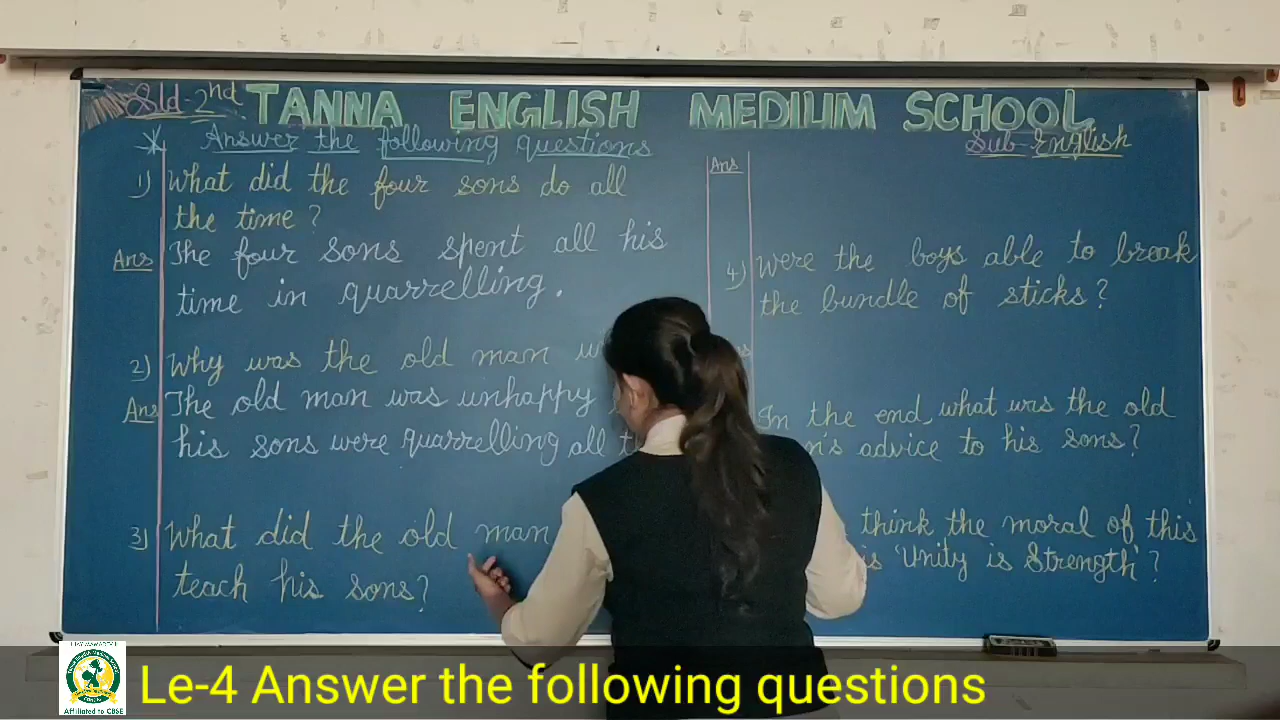 Std-2nd
TANNA ENGLISH MEDIUM SCHOOL
Sub-English
Answer the following questions
1) What did the four sons do all
the time?
Ans The four sons spent all his
time in quarrelling.
2) Why was the old man
Ans The old man was unhappy
his sons were quarrelling all
3) What did the old man
teach his sons?
Ans
4) Were the boys able to break
the bundle of sticks?
In the end, what was the old
advice to his sons?
think the moral of this
is 'Unity is Strength'?
Affiliated to CBSE
Le-4 Answer the following questions